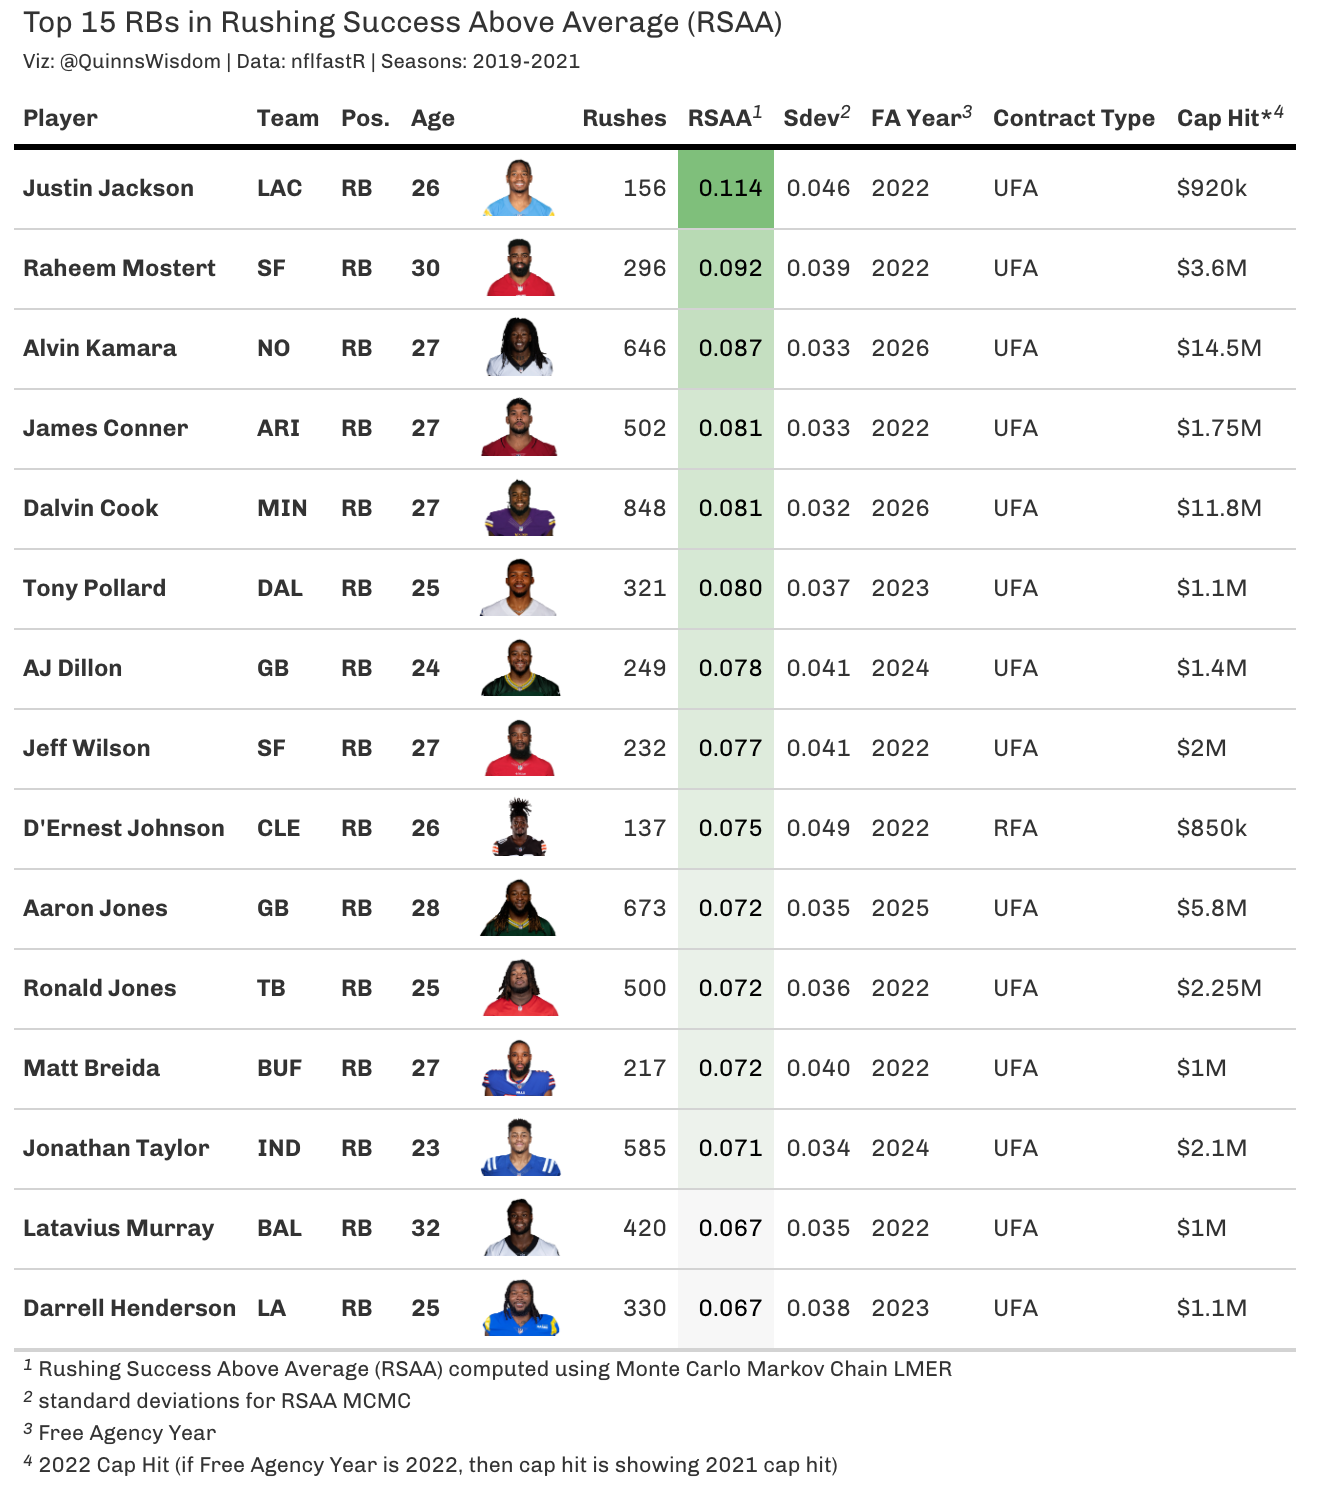 Top 15 RBs in Rushing Success Above Average (RSAA)
Viz: @QuinnsWisdom | Data: nflfastR | Seasons: 2019-2021
Player Team Pos. Age Rushes RSAA1 Sdev2 FA Year3 Contract Type Cap Hit*4
Justin Jackson LAC RB 26 156 0.114 0.046 2022 UFA $920k
Raheem Mostert SF RB 30 296 0.092 0.039 2022 UFA $3.6M
Alvin Kamara NO RB 27 646 0.087 0.033 2026 UFA $14.5M
James Conner ARI RB 27 502 0.081 0.033 2022 UFA $1.75M
Dalvin Cook MIN RB 27 848 0.081 0.032 2026 UFA $11.8M
Tony Pollard DAL RB 25 321 0.080 0.037 2023 UFA $1.1M
AJ Dillon GB RB 24 249 0.078 0.041 2024 UFA $1.4M
Jeff Wilson SF RB 27 232 0.077 0.041 2022 UFA $2M
D'Ernest Johnson CLE RB 26 137 0.075 0.049 2022 RFA $850k
Aaron Jones GB RB 28 673 0.072 0.035 2025 UFA $5.8M
Ronald Jones TB RB 25 500 0.072 0.036 2022 UFA $2.25M
Matt Breida BUF RB 27 217 0.072 0.040 2022 UFA $1M
Jonathan Taylor IND RB 23 585 0.071 0.034 2024 UFA $2.1M
Latavius Murray BAL RB 32 420 0.067 0.035 2022 UFA $1M
Darrell Henderson LA RB 25 330 0.067 0.038 2023 UFA $1.1M
1 Rushing Success Above Average (RSAA) computed using Monte Carlo Markov Chain LMER
2 standard deviations for RSAA MCMC
3 Free Agency Year
4 2022 Cap Hit (if Free Agency Year is 2022, then cap hit is showing 2021 cap hit)